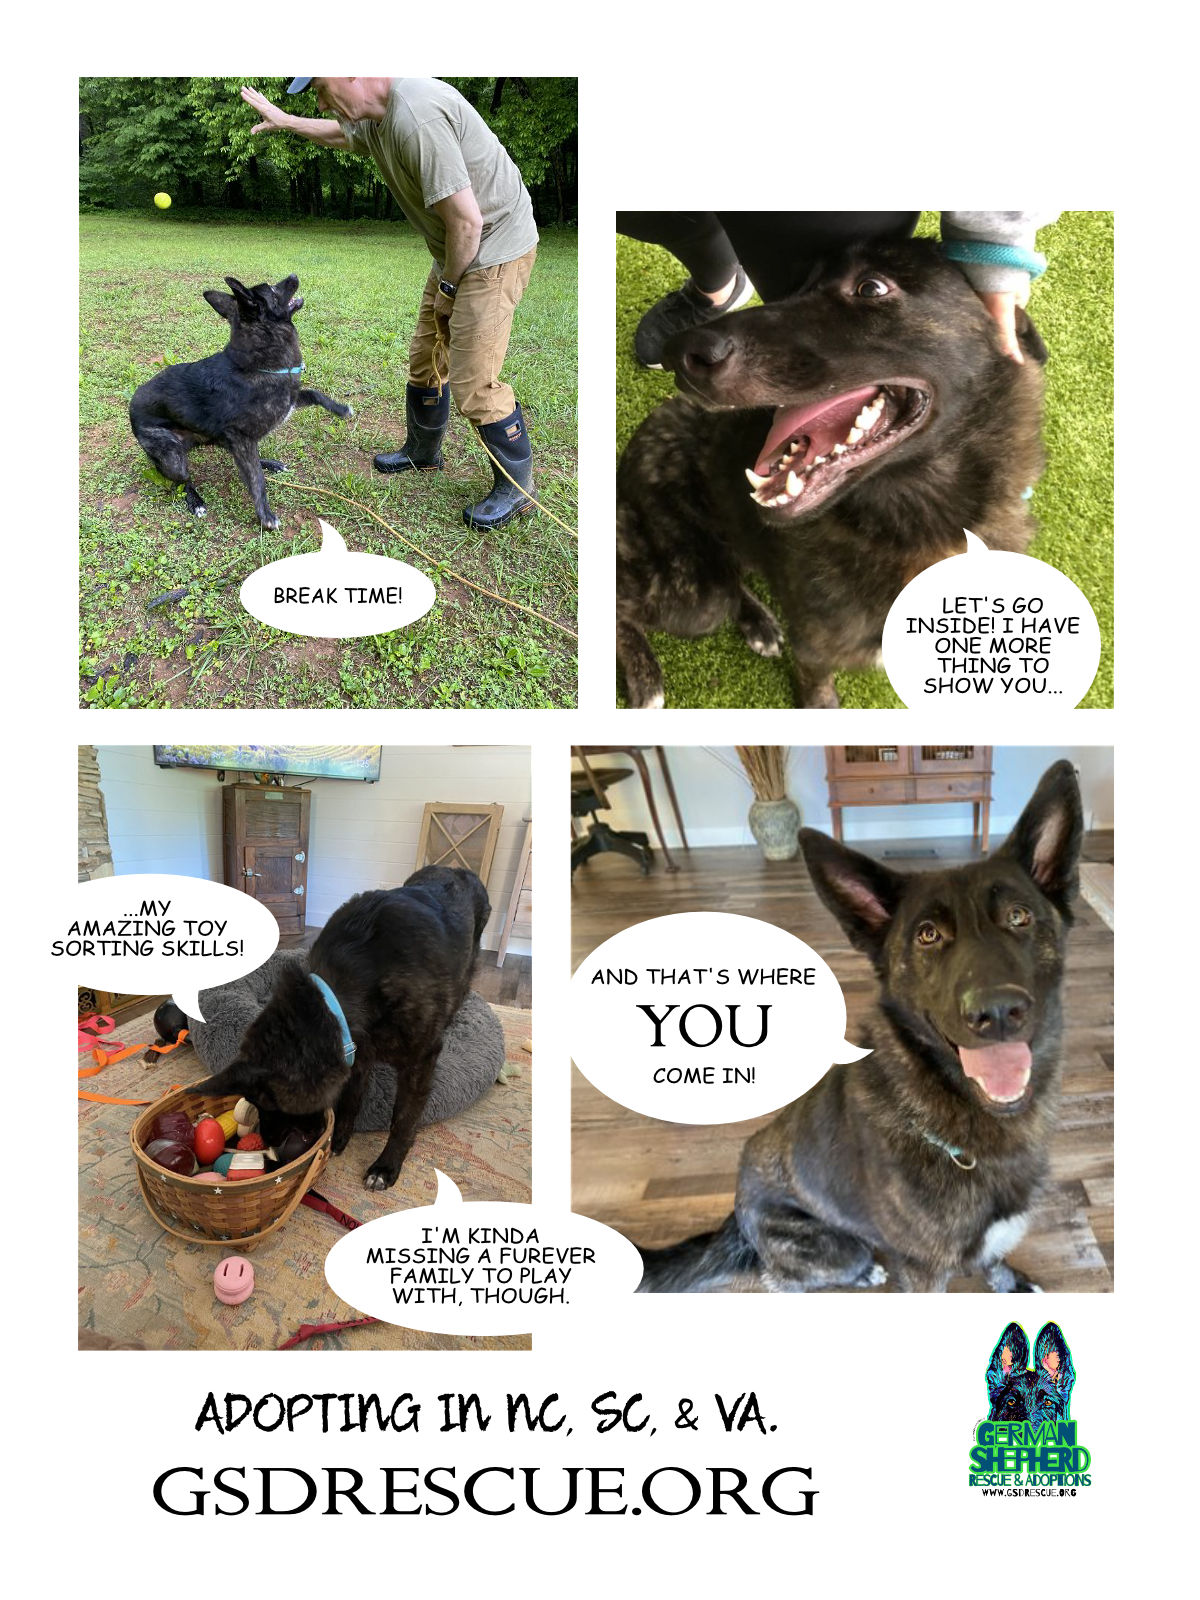 BREAK TIME!
LET'S GO
INSIDE! I HAVE
ONE MORE
THING TO
SHOW YOU...
...MY
AMAZING TOY
SORTING SKILLS!
I'M KINDA
MISSING A FUREVER
FAMILY TO PLAY
WITH, THOUGH.
AND THAT'S WHERE
YOU
COME IN!
ADOPTING IN NC, SC, & VA.
GSDRESCUE.ORG
GERMAN
SHEPHERD
RESCUE & ADOPTIONS
WWW.GSDRESCUE.ORG